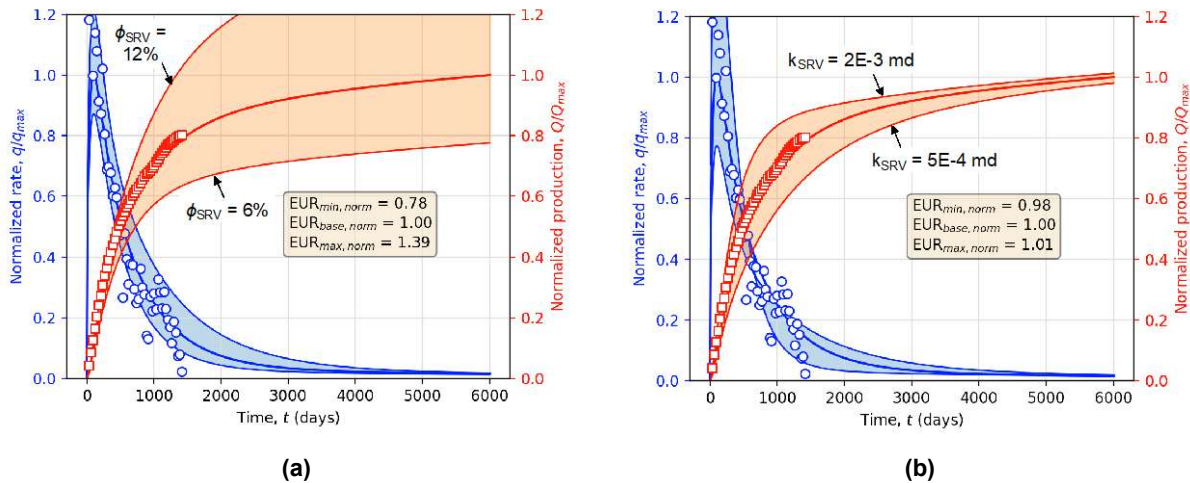 1.2
1.0
0.8
0.6
0.4
0.2
0.0
Normalized rate, q/q_max
ϕ_SRV =
12%
ϕ_SRV = 6%
EUR_min, norm = 0.78
EUR_base, norm = 1.00
EUR_max, norm = 1.39
1.2
1.0
0.8
0.6
0.4
0.2
0.0
Normalized production, Q/Q_max
0 1000 2000 3000 4000 5000 6000
Time, t (days)
(a)
1.2
1.0
0.8
0.6
0.4
0.2
0.0
Normalized rate, q/q_max
k_SRV = 2E-3 md
k_SRV = 5E-4 md
EUR_min, norm = 0.98
EUR_base, norm = 1.00
EUR_max, norm = 1.01
1.2
1.0
0.8
0.6
0.4
0.2
0.0
Normalized production, Q/Q_max
0 1000 2000 3000 4000 5000 6000
Time, t (days)
(b)